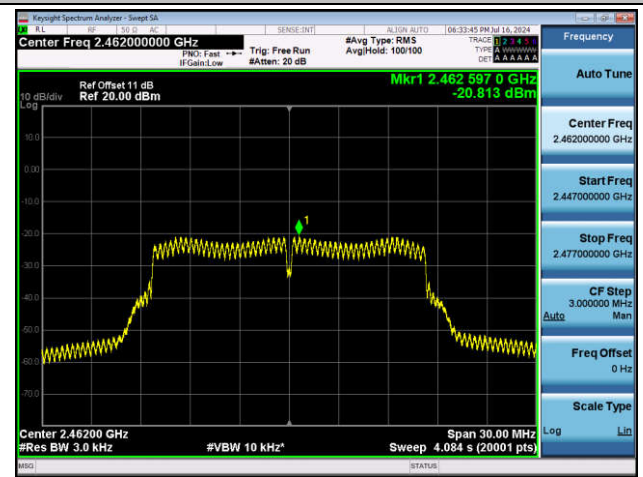 Keysight Spectrum Analyzer - Swept SA
RL RF 50 Ω AC SENSE:INT ALIGN AUTO 06:33:45 PM Jul 16, 2024
Center Freq 2.462000000 GHz
PNO: Fast
IFGain:Low
Trig: Free Run
#Atten: 20 dB
#Avg Type: RMS
Avg|Hold: 100/100
TRACE 1 2 3 4 5 6
TYPE A WWWWW
DET A A A A A A
Ref Offset 11 dB
Ref 20.00 dBm
10 dB/div
Log
Mkr1 2.462 597 0 GHz
-20.813 dBm
10.0
0.00
-10.0
-20.0
-30.0
-40.0
-50.0
-60.0
-70.0
1
Center 2.46200 GHz
#Res BW 3.0 kHz
#VBW 10 kHz*
Span 30.00 MHz
Sweep 4.084 s (20001 pts)
MSG
STATUS
Frequency
Auto Tune
Center Freq
2.462000000 GHz
Start Freq
2.447000000 GHz
Stop Freq
2.477000000 GHz
CF Step
3.000000 MHz
Auto Man
Freq Offset
0 Hz
Scale Type
Log Lin